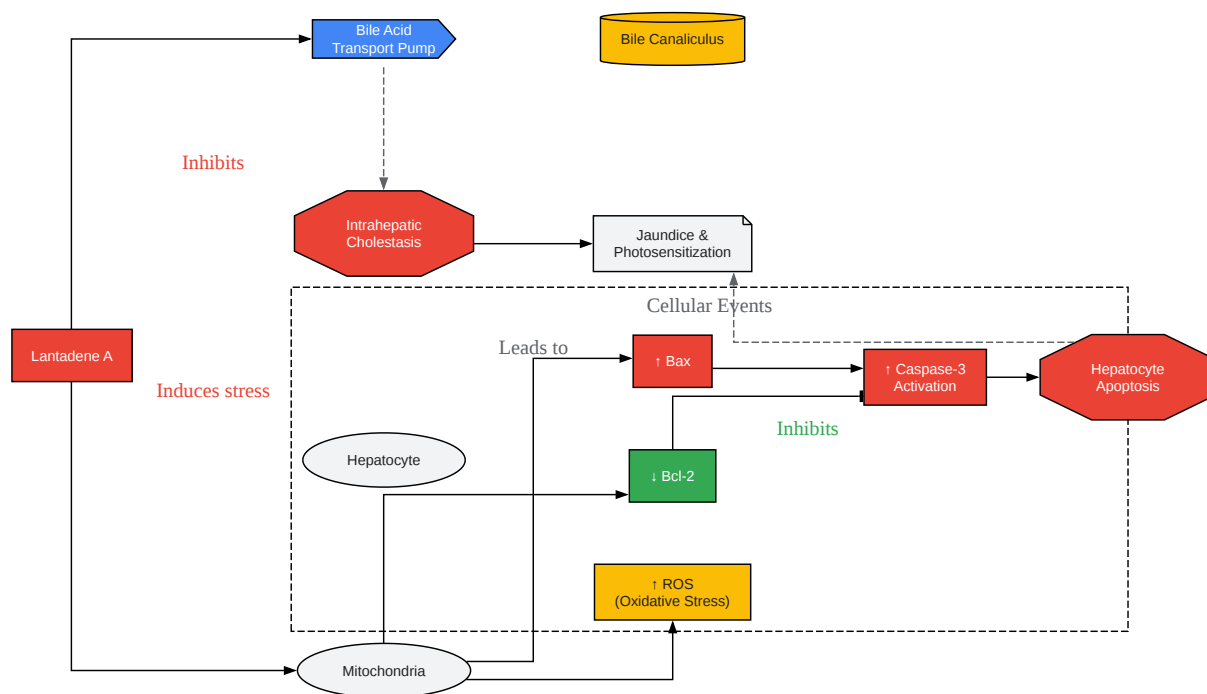 Bile Acid
Transport Pump
Bile Canaliculus
Inhibits
Intrahepatic
Cholestasis
Jaundice &
Photosensitization
Cellular Events
Leads to
Lantadene A
↑ Bax
↑ Caspase-3
Activation
Hepatocyte
Apoptosis
Induces stress
Inhibits
Hepatocyte
↓ Bcl-2
↑ ROS
(Oxidative Stress)
Mitochondria